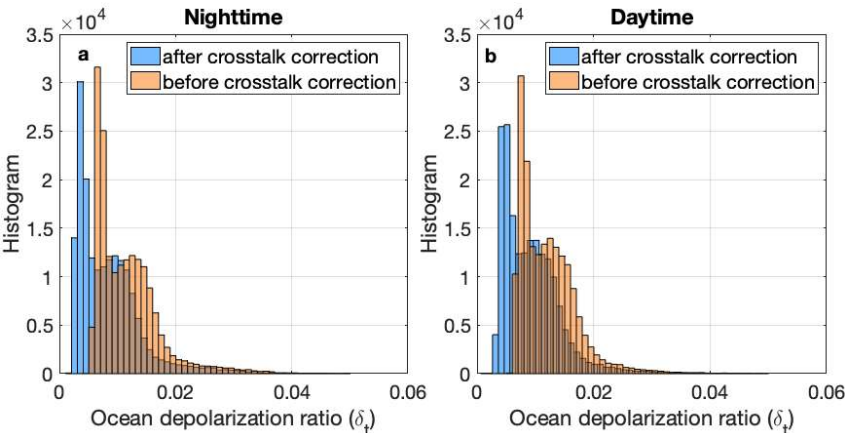 Nighttime
×10⁴
a
after crosstalk correction
before crosstalk correction
3.5
3
2.5
2
1.5
1
0.5
0
Histogram
0 0.02 0.04 0.06
Ocean depolarization ratio (δₜ)
Daytime
×10⁴
b
after crosstalk correction
before crosstalk correction
3.5
3
2.5
2
1.5
1
0.5
0
Histogram
0 0.02 0.04 0.06
Ocean depolarization ratio (δₜ)